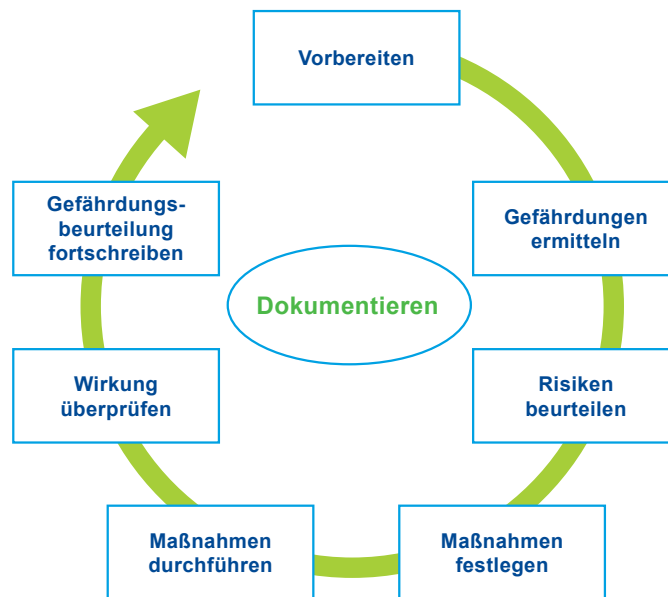 Vorbereiten
Gefährdungen
ermitteln
Risiken
beurteilen
Maßnahmen
festlegen
Maßnahmen
durchführen
Wirkung
überprüfen
Gefährdungs-
beurteilung
fortschreiben
Dokumentieren